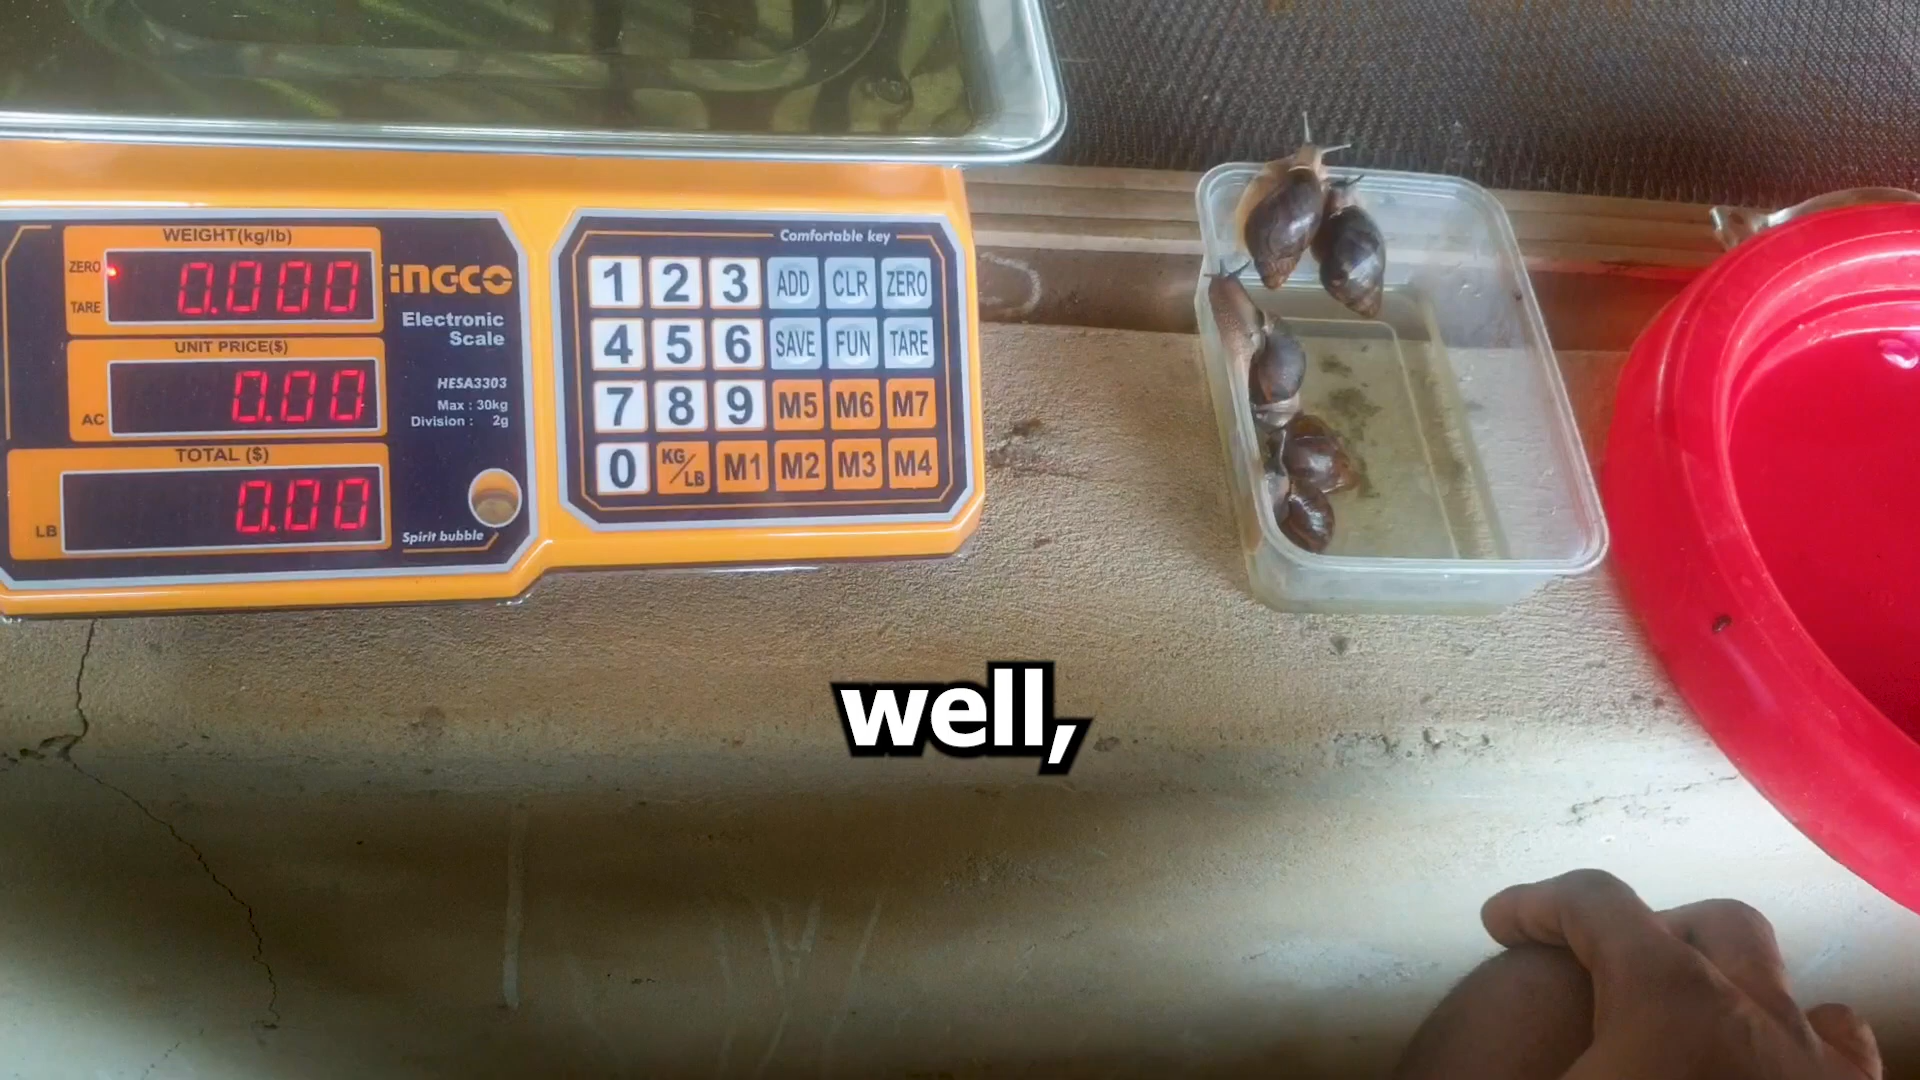 WEIGHT(kg/lb)
ZERO
0.000
TARE
UNIT PRICE($)
0.00
AC
TOTAL ($)
0.00
LB
INGCO
Electronic
Scale
HESA3303
Max : 30kg
Division : 2g
Spirit bubble
Comfortable key
1 2 3 ADD CLR ZERO
4 5 6 SAVE FUN TARE
7 8 9 M5 M6 M7
0 KG/LB M1 M2 M3 M4
well,